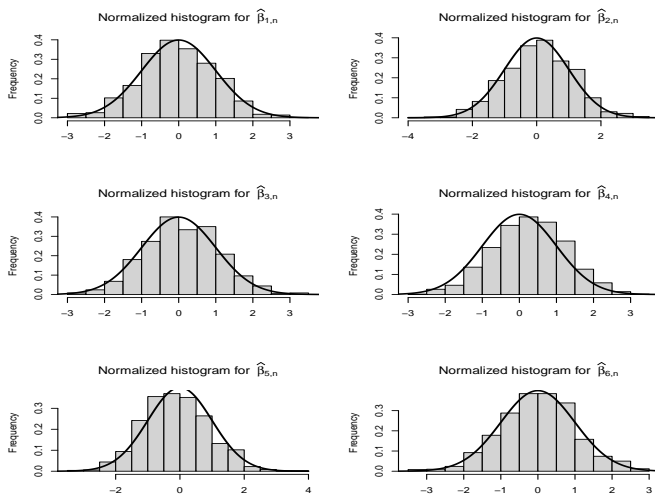 Normalized histogram for β̂1,n
Frequency
0.0 0.1 0.2 0.3 0.4
−3 −2 −1 0 1 2 3
Normalized histogram for β̂2,n
Frequency
0.0 0.1 0.2 0.3 0.4
−4 −2 0 2
Normalized histogram for β̂3,n
Frequency
0.0 0.1 0.2 0.3 0.4
−3 −2 −1 0 1 2 3
Normalized histogram for β̂4,n
Frequency
0.0 0.1 0.2 0.3 0.4
−3 −2 −1 0 1 2 3
Normalized histogram for β̂5,n
Frequency
0.0 0.1 0.2 0.3
−2 0 2 4
Normalized histogram for β̂6,n
Frequency
0.0 0.1 0.2 0.3
−3 −2 −1 0 1 2 3